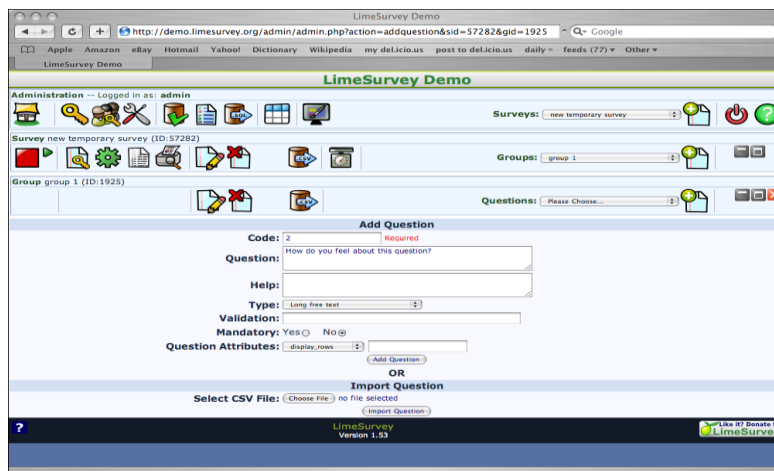 LimeSurvey Demo
http://demo.limesurvey.org/admin/admin.php?action=addquestion&sid=57282&gid=1925
Google
Apple Amazon eBay Hotmail Yahoo! Dictionary Wikipedia my del.icio.us post to del.icio.us daily feeds (77) Other
LimeSurvey Demo
LimeSurvey Demo
Administration -- Logged in as: admin
SQL
Surveys: new temporary survey
?
Survey new temporary survey (ID:57282)
CSV
Groups: group 1
Group group 1 (ID:1925)
CSV
Questions: Please Choose...
Add Question
Code: 2 Required
Question: How do you feel about this question?
Help:
Type: Long free text
Validation:
Mandatory: Yes No
Question Attributes: display_rows
Add Question
OR
Import Question
Select CSV File: Choose File no file selected
Import Question
?
LimeSurvey
Version 1.53
Like it? Donate
LimeSurve